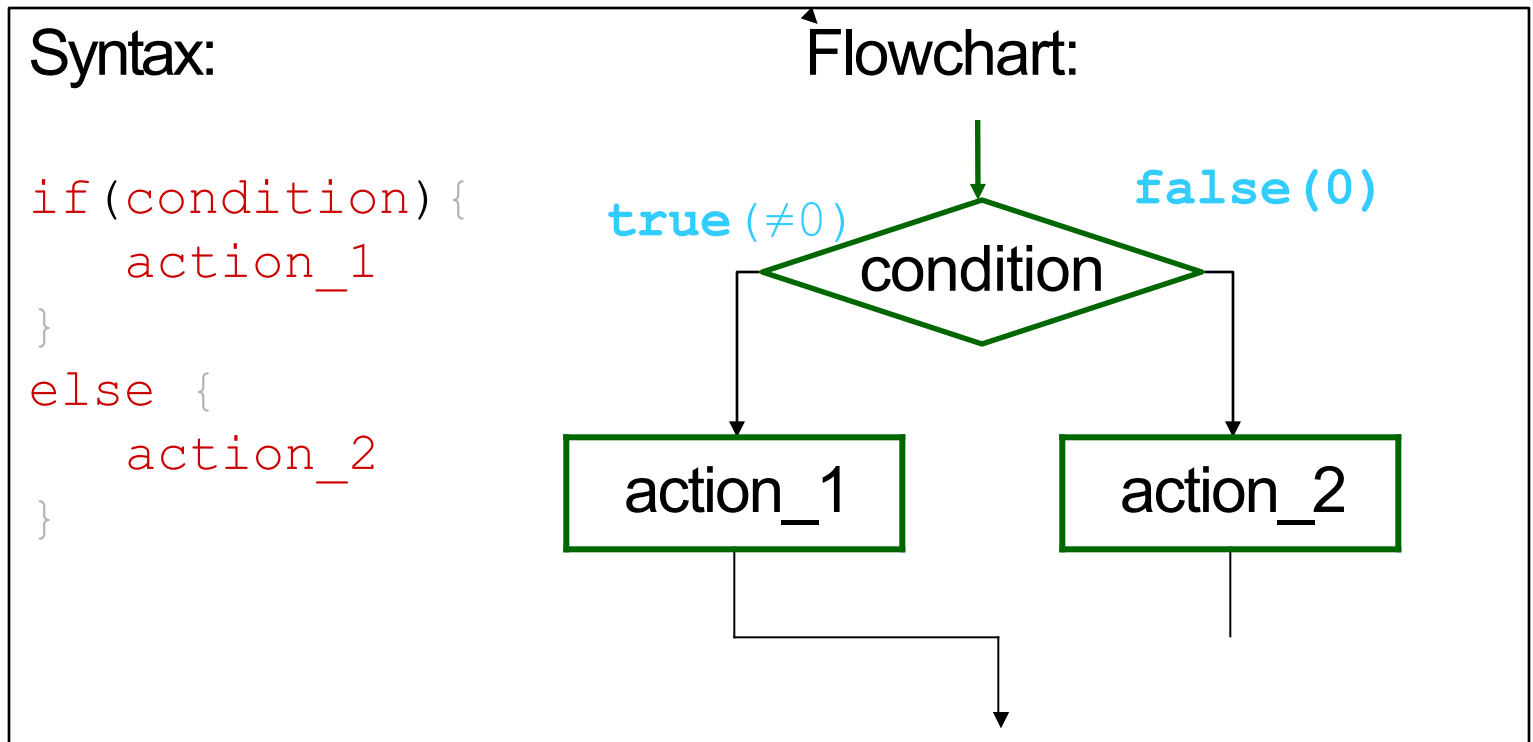 Syntax:
if(condition){
action_1
}
else {
action_2
}
Flowchart:
true(≠0)
false(0)
condition
action_1
action_2